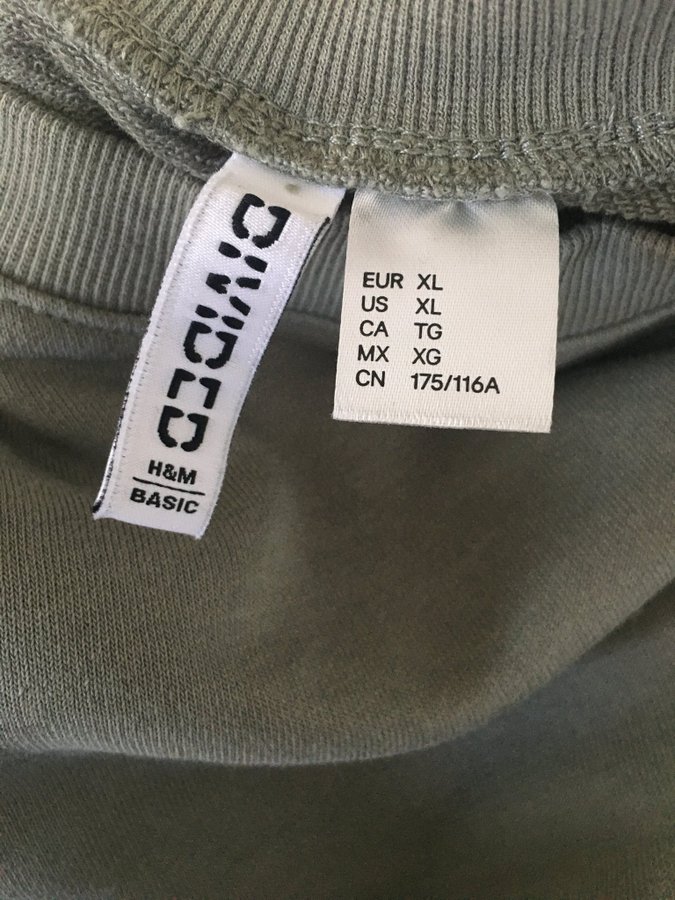 DIVIDED
H&M
BASIC
EUR XL
US XL
CA TG
MX XG
CN 175/116A